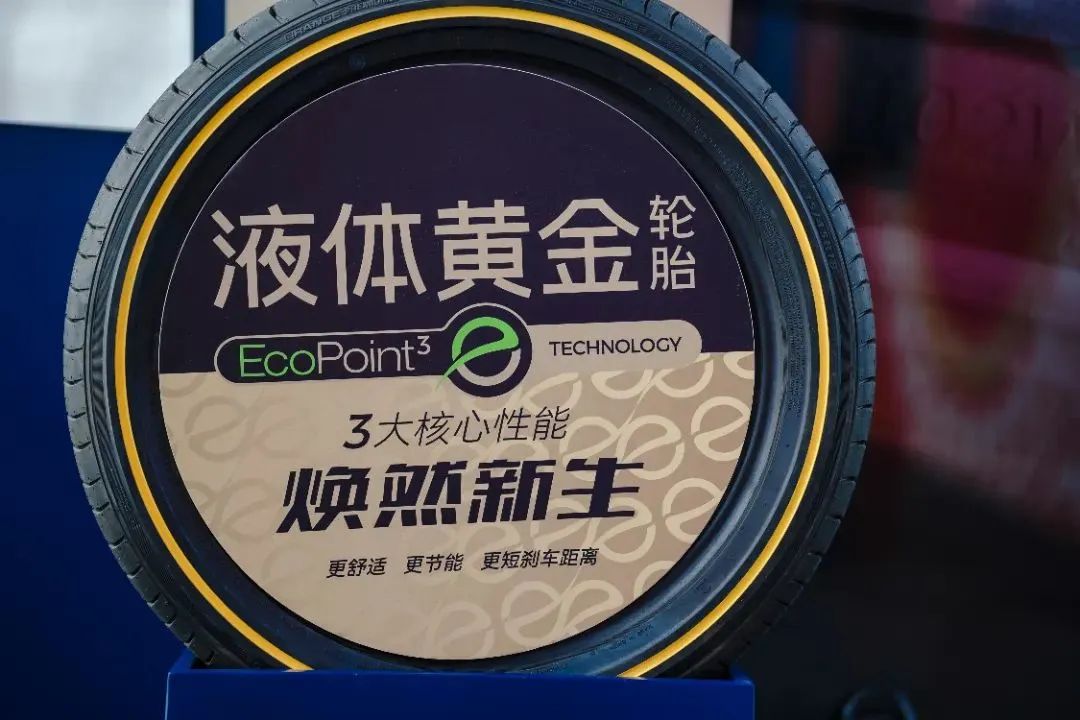 液体黄金轮胎
EcoPoint³ TECHNOLOGY
3大核心性能
焕然新生
更舒适 更节能 更短刹车距离